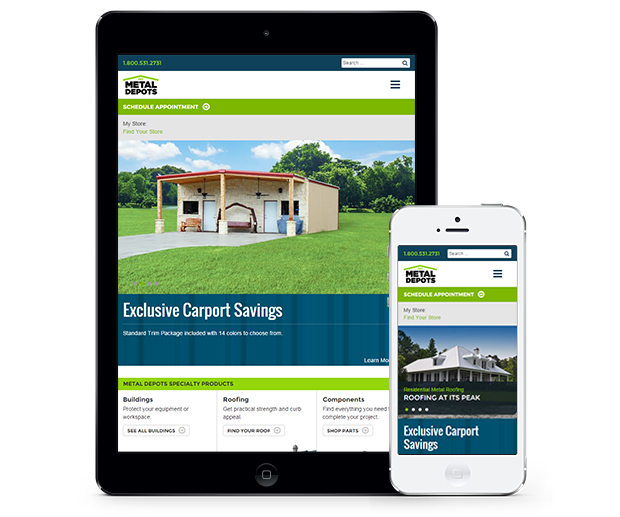 1.800.531.2731
Search ...
METAL
DEPOTS
SCHEDULE APPOINTMENT
My Store:
Find Your Store
Exclusive Carport Savings
Standard Trim Package included with 14 colors to choose from.
Learn Mor
METAL DEPOTS SPECIALTY PRODUCTS
Buildings
Protect your equipment or
workspace.
SEE ALL BUILDINGS
Roofing
Get practical strength and curb
appeal.
FIND YOUR ROOF
Components
Find everything you need t
complete your project.
SHOP PARTS
1.800.531.2731
Search ...
METAL
DEPOTS
SCHEDULE APPOINTMENT
My Store:
Find Your Store
Residential Metal Roofing
ROOFING AT ITS PEAK
Exclusive Carport
Savings